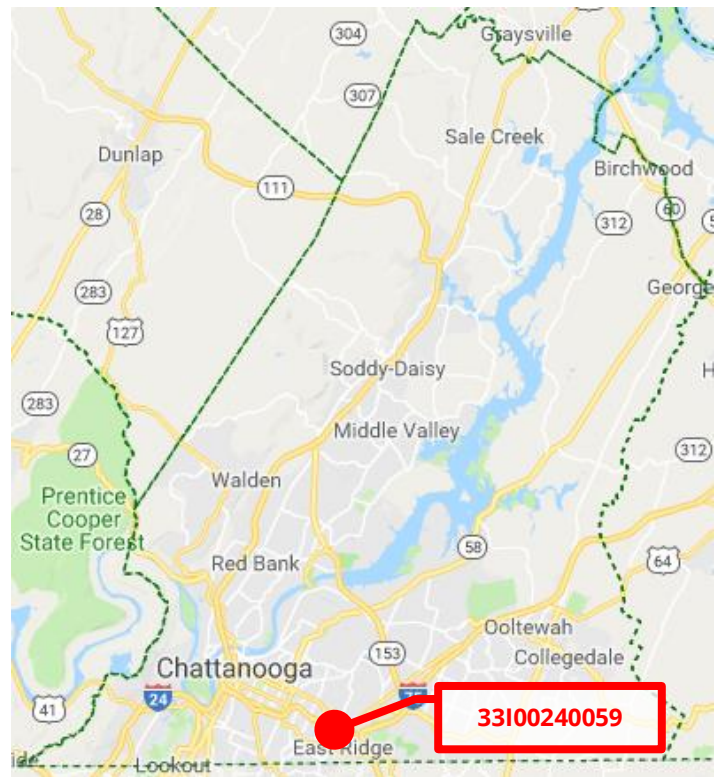 304
Graysville
307
Sale Creek
Dunlap
Birchwood
111
60
28
312
283
George
127
Soddy-Daisy
283
Middle Valley
312
27
Walden
Prentice
Cooper
State Forest
58
Red Bank
64
Ooltewah
153
Collegedale
Chattanooga
24
41
33I00240059
East Ridge
Lookout